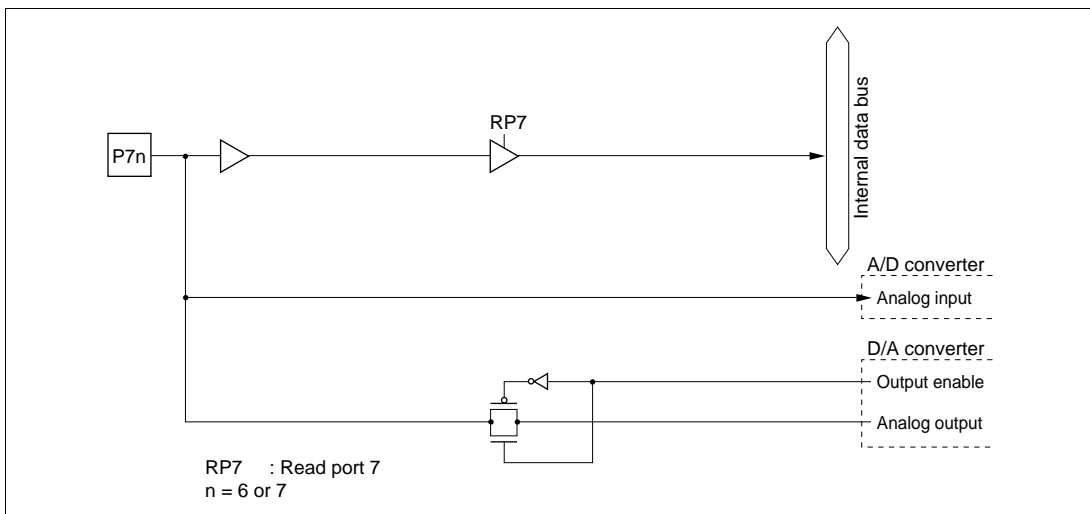 RP7
P7n
Internal data bus
A/D converter
Analog input
D/A converter
Output enable
Analog output
RP7 : Read port 7
n = 6 or 7